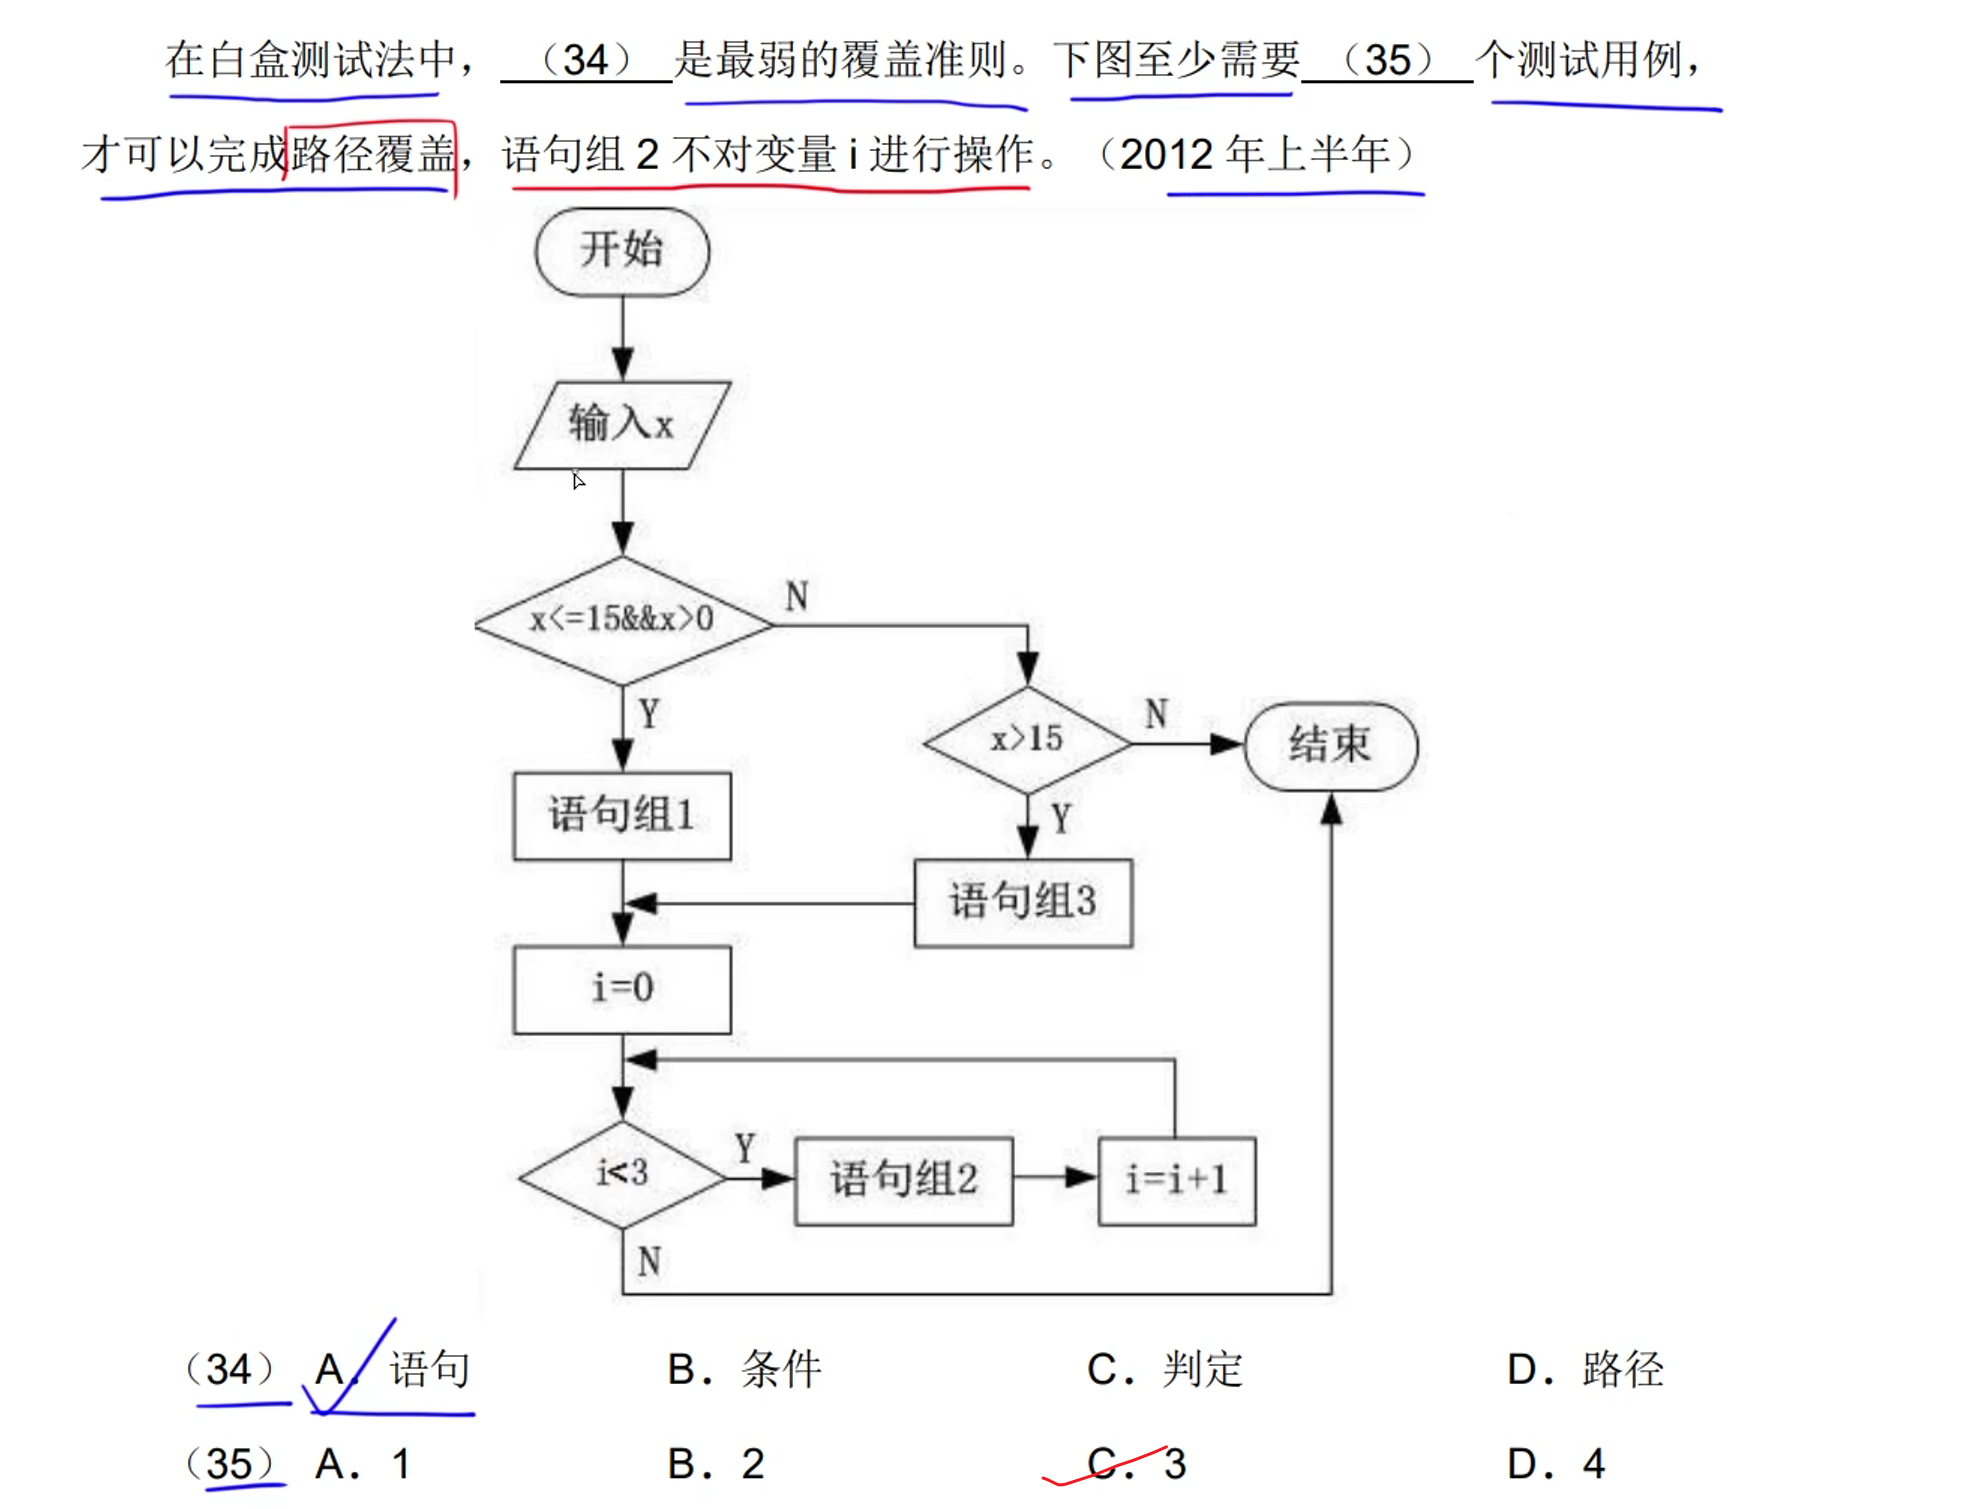 在白盒测试法中，（34）是最弱的覆盖准则。下图至少需要（35）个测试用例，
才可以完成路径覆盖，语句组 2 不对变量 i 进行操作。（2012 年上半年）
开始
输入x
x<=15&&x>0
N
Y
x>15
N
结束
Y
语句组1
语句组3
i=0
i<3
Y
语句组2
i=i+1
N
（34） A． 语句 B．条件 C．判定 D．路径
（35） A．1 B．2 C．3 D．4